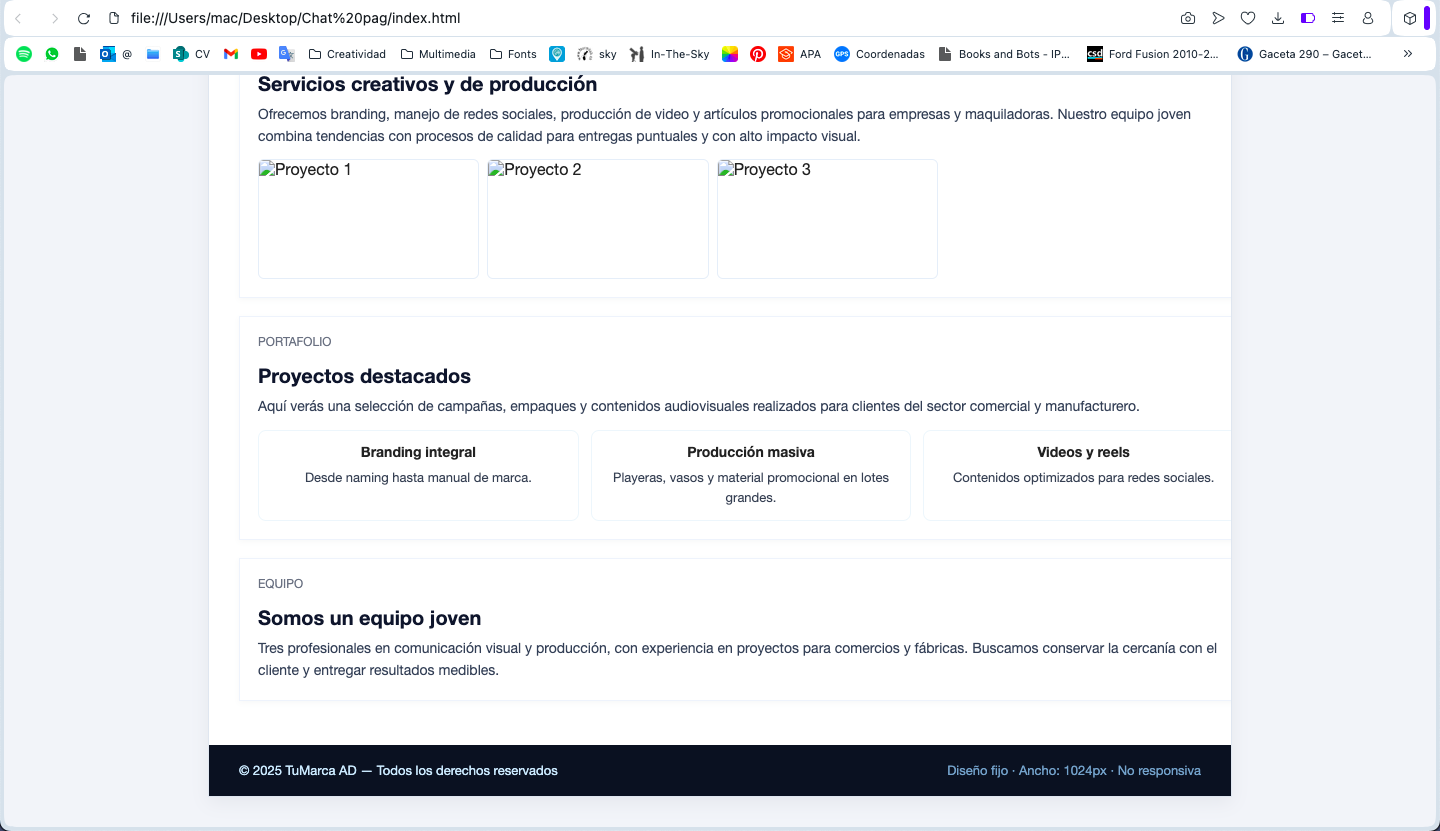 file:///Users/mac/Desktop/Chat%20pag/index.html
@
CV
Creatividad
Multimedia
Fonts
sky
In-The-Sky
APA
GPS
Coordenadas
Books and Bots - IP...
csd
Ford Fusion 2010-2...
Gaceta 290 – Gacet...
Servicios creativos y de producción
Ofrecemos branding, manejo de redes sociales, producción de video y artículos promocionales para empresas y maquiladoras. Nuestro equipo joven
combina tendencias con procesos de calidad para entregas puntuales y con alto impacto visual.
Proyecto 1
Proyecto 2
Proyecto 3
PORTAFOLIO
Proyectos destacados
Aquí verás una selección de campañas, empaques y contenidos audiovisuales realizados para clientes del sector comercial y manufacturero.
Branding integral
Desde naming hasta manual de marca.
Producción masiva
Playeras, vasos y material promocional en lotes
grandes.
Videos y reels
Contenidos optimizados para redes sociales.
EQUIPO
Somos un equipo joven
Tres profesionales en comunicación visual y producción, con experiencia en proyectos para comercios y fábricas. Buscamos conservar la cercanía con el
cliente y entregar resultados medibles.
© 2025 TuMarca AD — Todos los derechos reservados
Diseño fijo · Ancho: 1024px · No responsiva